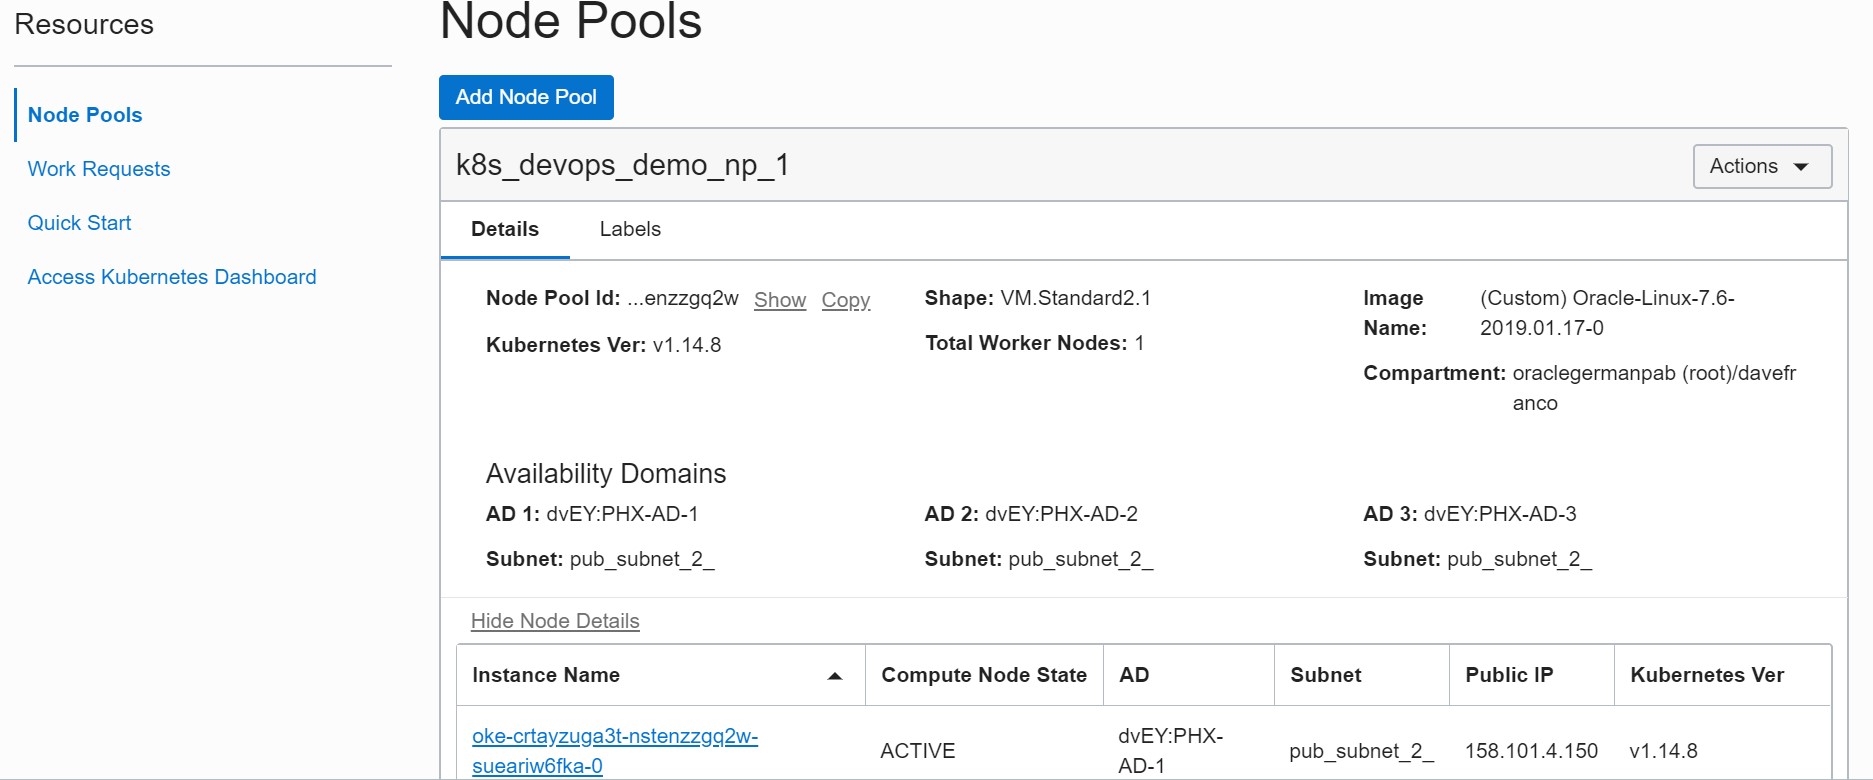 Resources
Node Pools
Work Requests
Quick Start
Access Kubernetes Dashboard
Node Pools
Add Node Pool
k8s_devops_demo_np_1
Actions
Details Labels
Node Pool Id: ...enzzgq2w Show Copy
Kubernetes Ver: v1.14.8
Shape: VM.Standard2.1
Total Worker Nodes: 1
Image Name: (Custom) Oracle-Linux-7.6-
2019.01.17-0
Compartment: oraclegermanpab (root)/davefr
anco
Availability Domains
AD 1: dvEY:PHX-AD-1
Subnet: pub_subnet_2_
AD 2: dvEY:PHX-AD-2
Subnet: pub_subnet_2_
AD 3: dvEY:PHX-AD-3
Subnet: pub_subnet_2_
Hide Node Details
Instance Name Compute Node State AD Subnet Public IP Kubernetes Ver
oke-crtayzuga3t-nstenzzgq2w-
sueariw6fka-0
ACTIVE
dvEY:PHX-
AD-1
pub_subnet_2_
158.101.4.150
v1.14.8